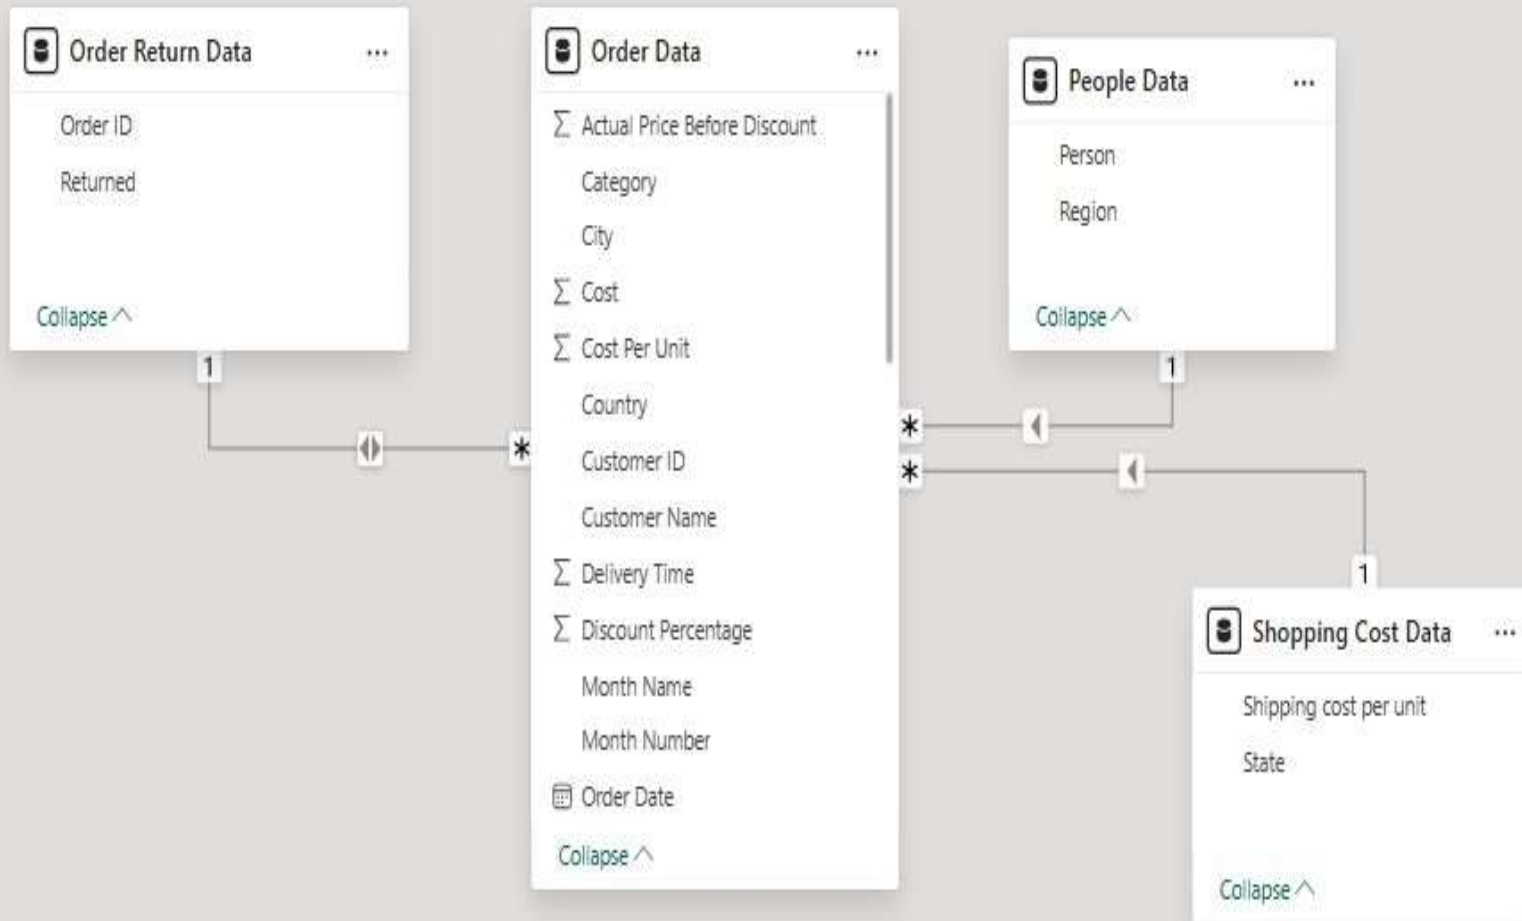 Order Return Data ...
Order ID
Returned
Collapse
1
Order Data ...
Σ Actual Price Before Discount
Category
City
Σ Cost
Σ Cost Per Unit
Country
Customer ID
Customer Name
Σ Delivery Time
Σ Discount Percentage
Month Name
Month Number
Order Date
Collapse
*
*
*
People Data ...
Person
Region
Collapse
1
1
Shopping Cost Data ...
Shipping cost per unit
State
Collapse